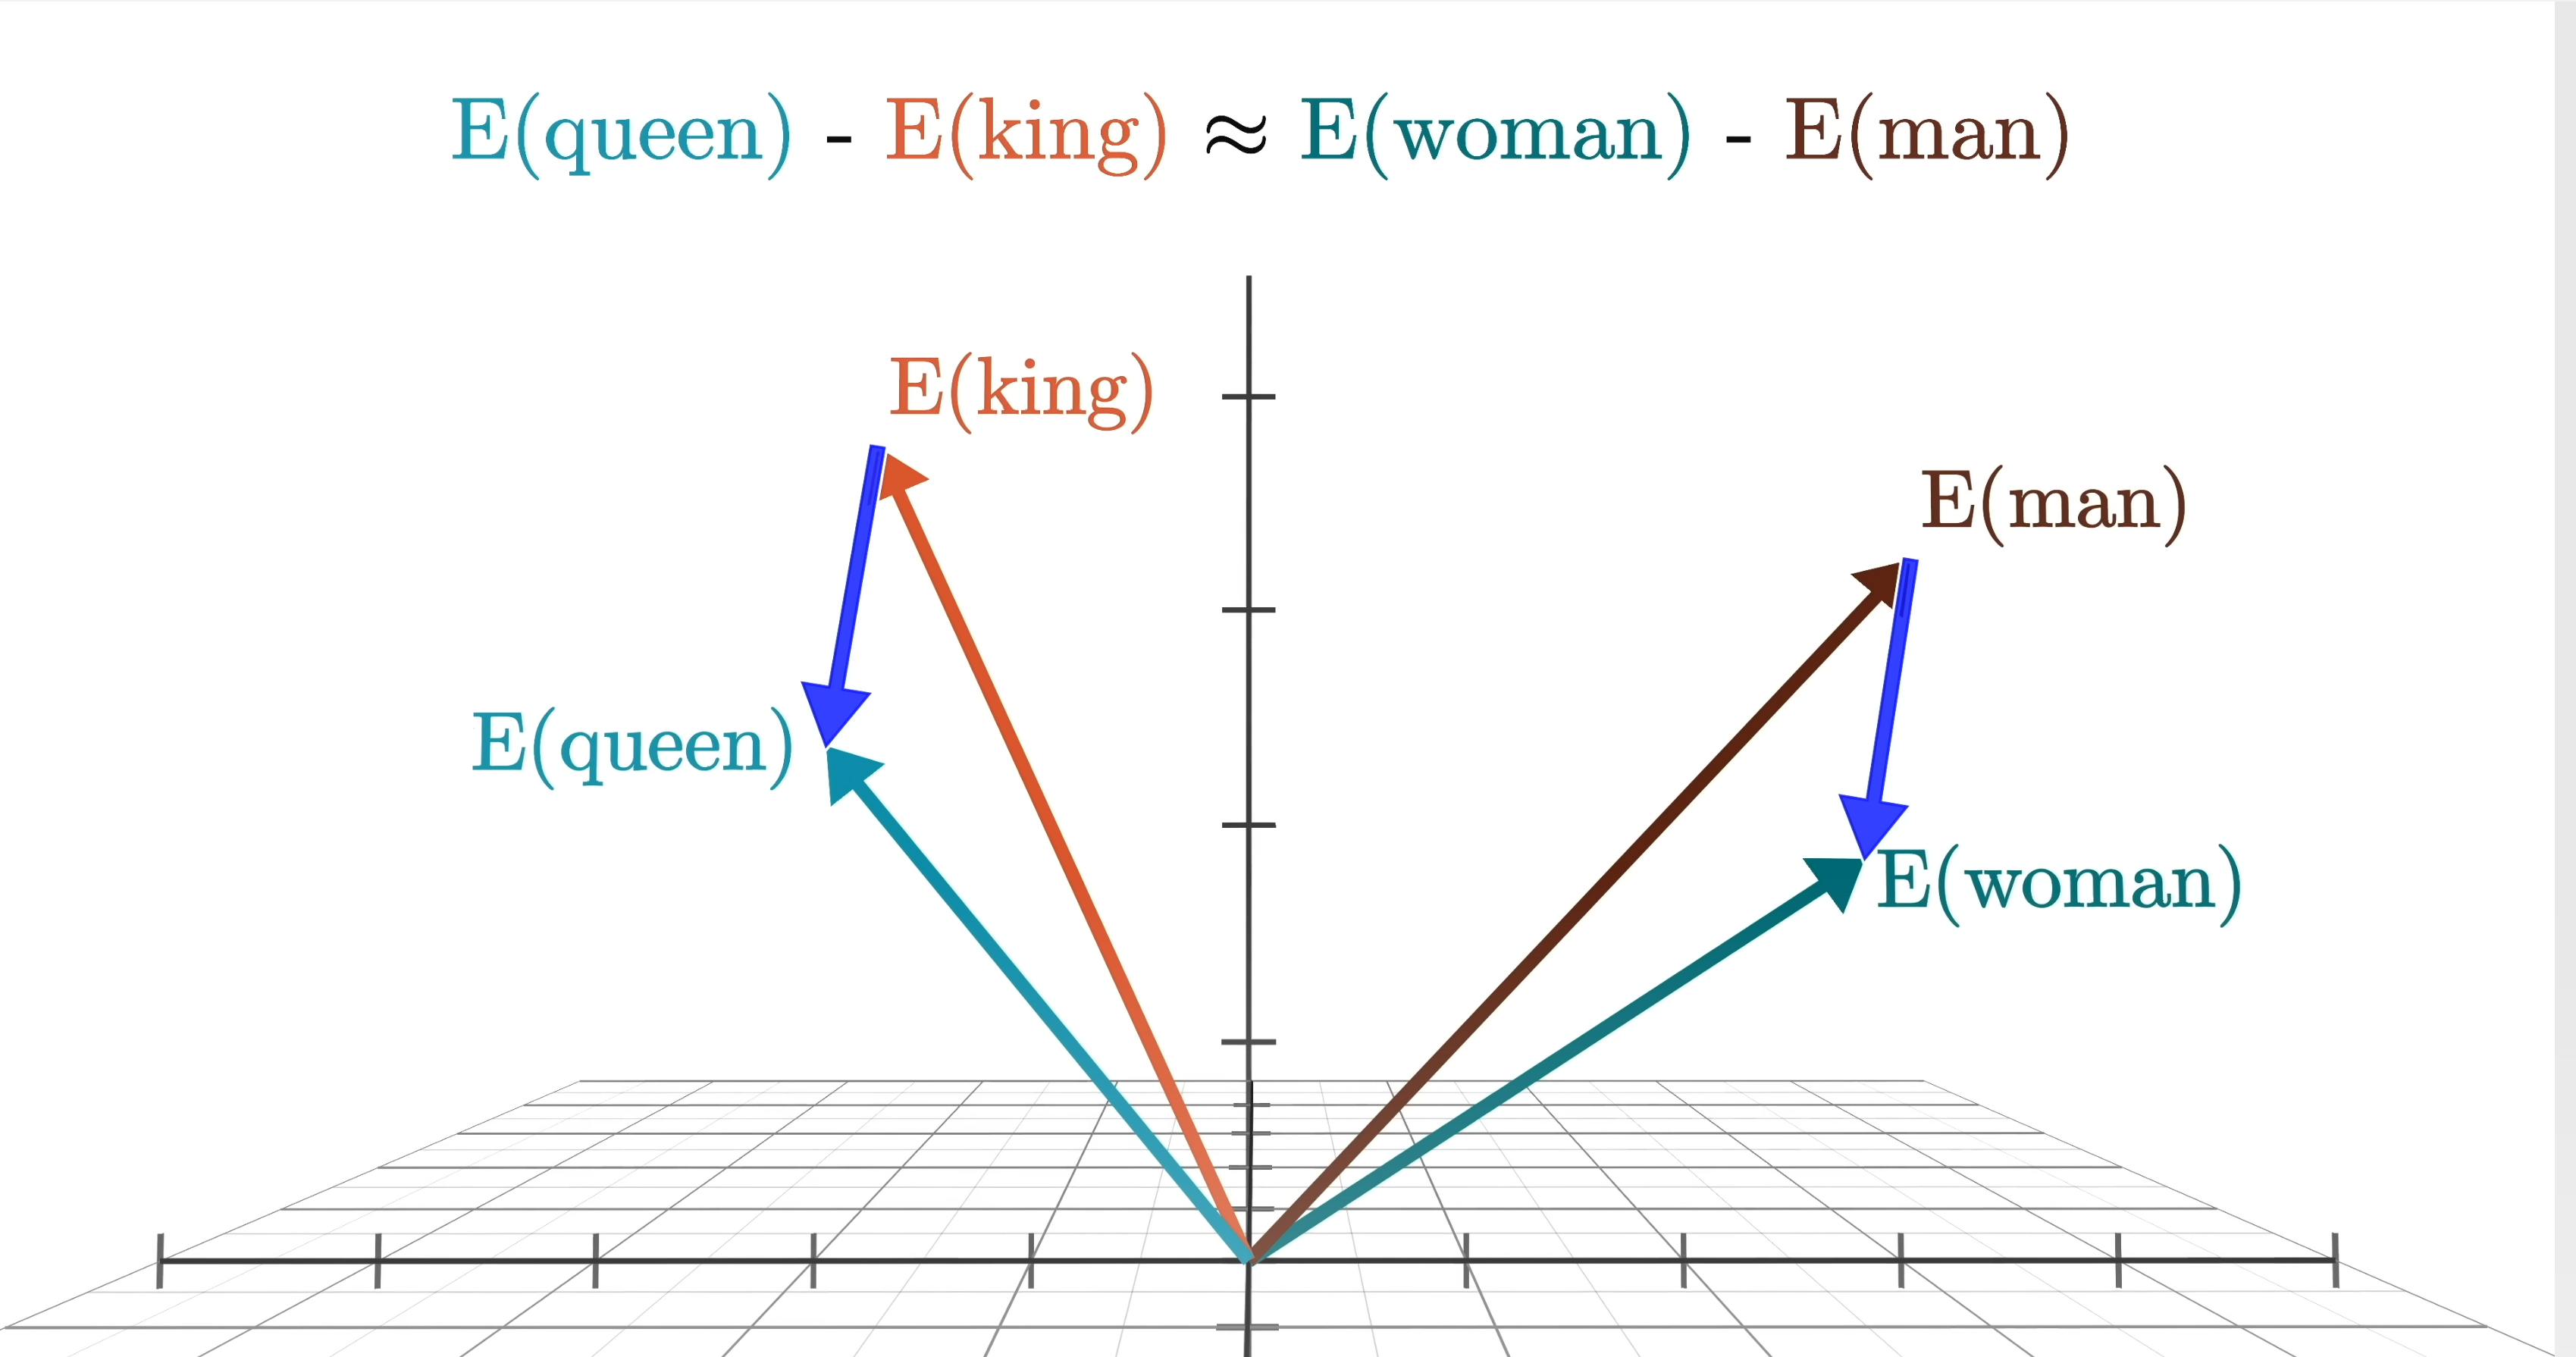 E(queen) - E(king) ≈ E(woman) - E(man)
E(king)
E(man)
E(queen)
E(woman)